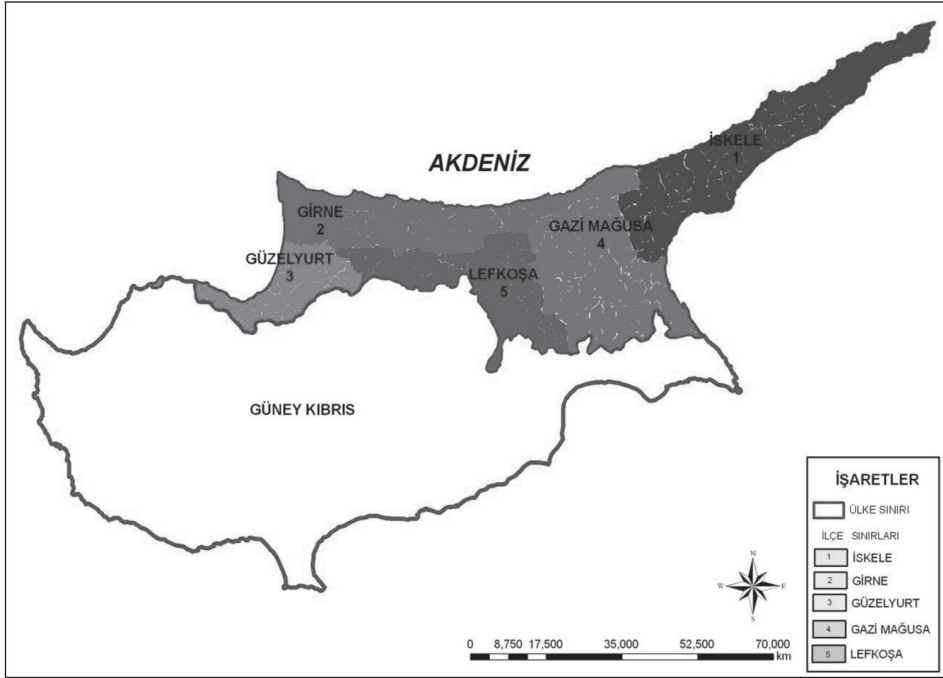 İSKELE
1
AKDENİZ
GİRNE
2
GAZİ MAĞUSA
4
GÜZELYURT
3
LEFKOŞA
5
GÜNEY KIBRIS
İŞARETLER
ÜLKE SINIRI
İLÇE SINIRLARI
1 İSKELE
2 GİRNE
3 GÜZELYURT
4 GAZİ MAĞUSA
5 LEFKOŞA
N
W E
S
0 8,750 17,500 35,000 52,500 70,000
km